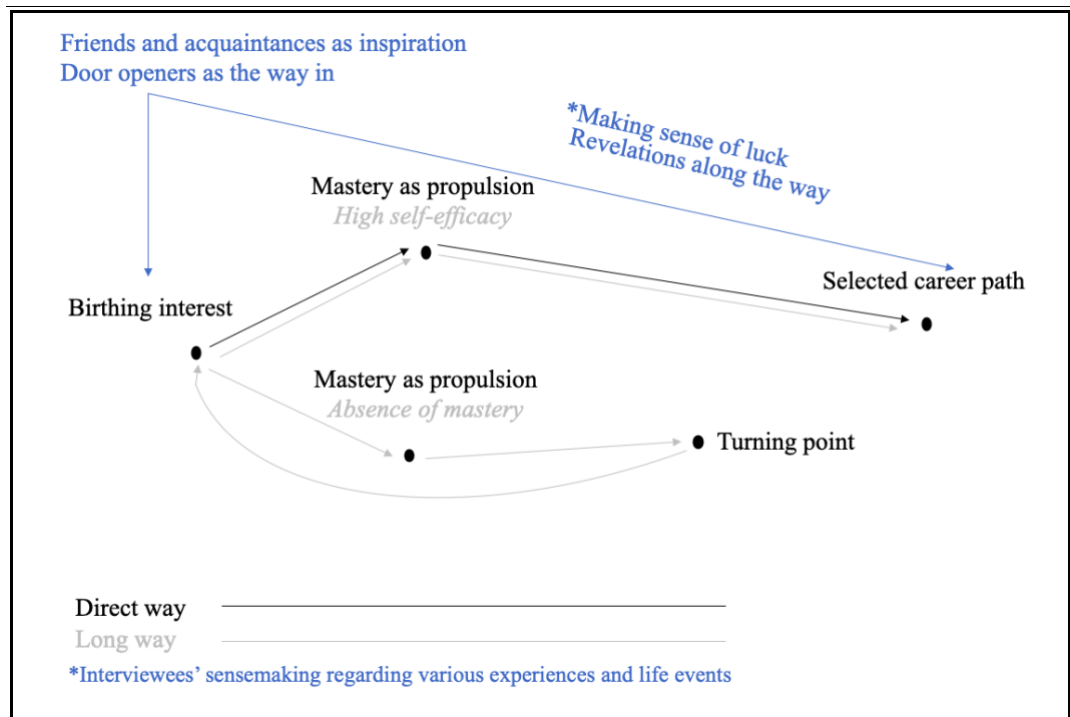 Friends and acquaintances as inspiration
Door openers as the way in
*Making sense of luck
Revelations along the way
Mastery as propulsion
High self-efficacy
Selected career path
Birthing interest
Mastery as propulsion
Absence of mastery
Turning point
Direct way
Long way
*Interviewees’ sensemaking regarding various experiences and life events